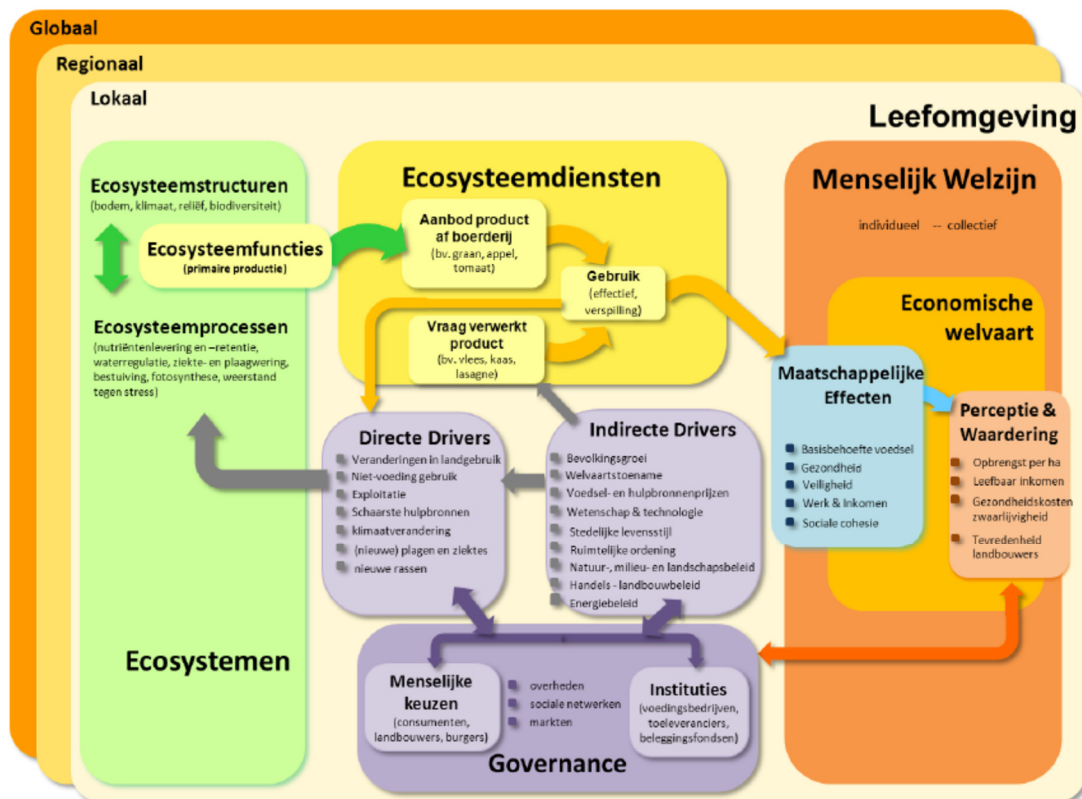 Globaal
Regionaal
Lokaal
Leefomgeving
Ecosysteemstructuren
(bodem, klimaat, reliëf, biodiversiteit)
Ecosysteemfuncties
(primaire productie)
Ecosysteemprocessen
(nutriëntenlevering en –retentie,
waterregulatie, ziekte- en plaagwering,
bestuiving, fotosynthese, weerstand
tegen stress)
Ecosystemen
Ecosysteemdiensten
Aanbod product
af boerderij
(bv. graan, appel,
tomaat)
Gebruik
(effectief,
verspilling)
Vraag verwerkt
product
(bv. vlees, kaas,
lasagne)
Directe Drivers
Veranderingen in landgebruik
Niet-voeding gebruik
Exploitatie
Schaarste hulpbronnen
klimaatverandering
(nieuwe) plagen en ziektes
nieuwe rassen
Indirecte Drivers
Bevolkingsgroei
Welvaartstoename
Voedsel- en hulpbronnenprijzen
Wetenschap & technologie
Stedelijke levensstijl
Ruimtelijke ordening
Natuur-, milieu- en landschapsbeleid
Handels - landbouwbeleid
Energiebeleid
Menselijke
keuzen
(consumenten,
landbouwers, burgers)
overheden
sociale netwerken
markten
Instituties
(voedingsbedrijven,
toeleveranciers,
beleggingsfondsen)
Governance
Menselijk Welzijn
individueel -- collectief
Economische
welvaart
Maatschappelijke
Effecten
Basisbehoefte voedsel
Gezondheid
Veiligheid
Werk & Inkomen
Sociale cohesie
Perceptie &
Waardering
Opbrengst per ha
Leefbaar inkomen
Gezondheidskosten
zwaarlijvigheid
Tevredenheid
landbouwers